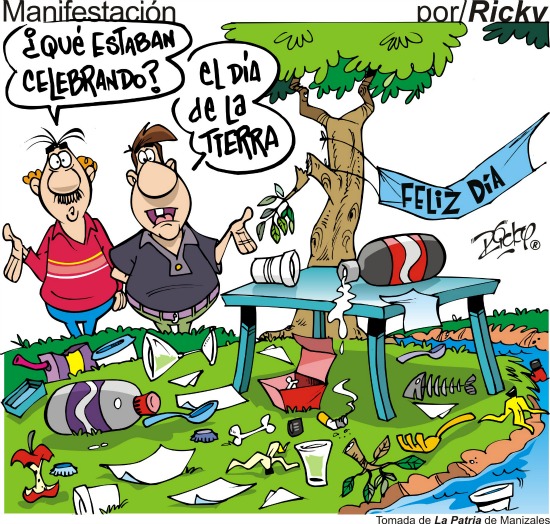 Manifestación
por/Ricky
¿QUÉ ESTABAN
CELEBRANDO?
EL DÍA
DE LA
TIERRA
FELIZ DÍA
Ricky ®
Tomada de La Patria de Manizales